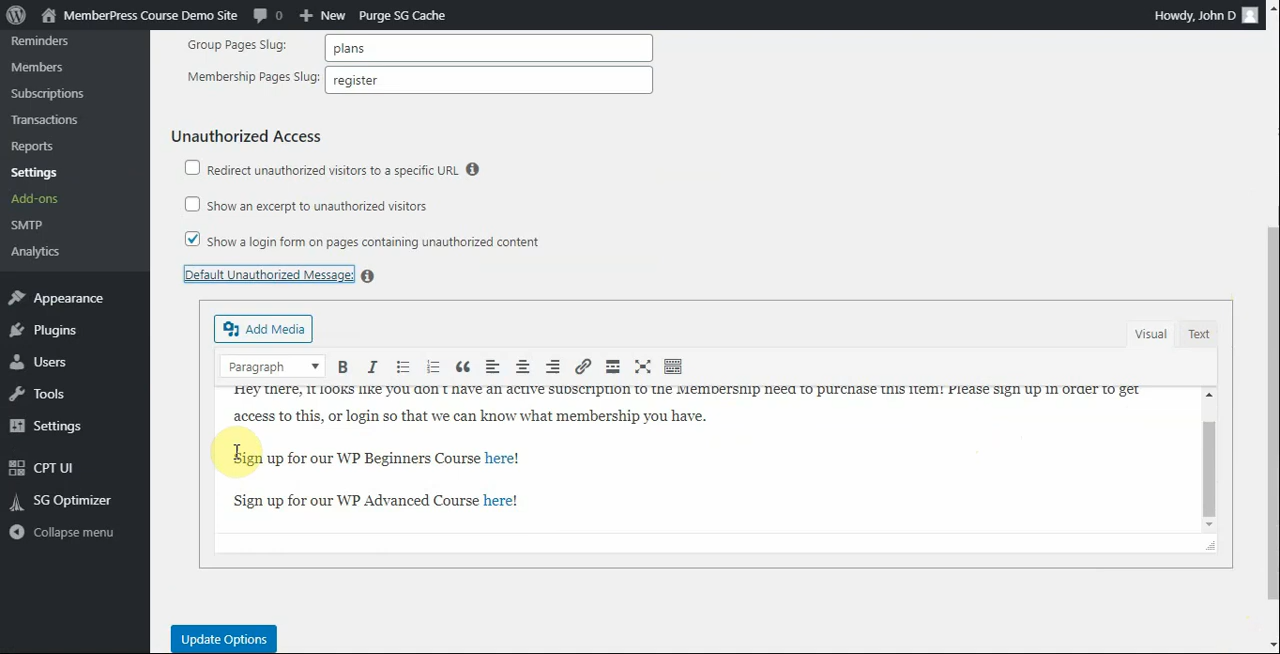 MemberPress Course Demo Site 0 New Purge SG Cache Howdy, John D
Reminders
Members
Subscriptions
Transactions
Reports
Settings
Add-ons
SMTP
Analytics
Appearance
Plugins
Users
Tools
Settings
CPT UI
SG Optimizer
Collapse menu
Group Pages Slug: plans
Membership Pages Slug: register
Unauthorized Access
Redirect unauthorized visitors to a specific URL
Show an excerpt to unauthorized visitors
Show a login form on pages containing unauthorized content
Default Unauthorized Message:
Add Media
Visual Text
Paragraph
Hey there, it looks like you don't have an active subscription to the Membership need to purchase this item! Please sign up in order to get
access to this, or login so that we can know what membership you have.
Sign up for our WP Beginners Course here!
Sign up for our WP Advanced Course here!
Update Options